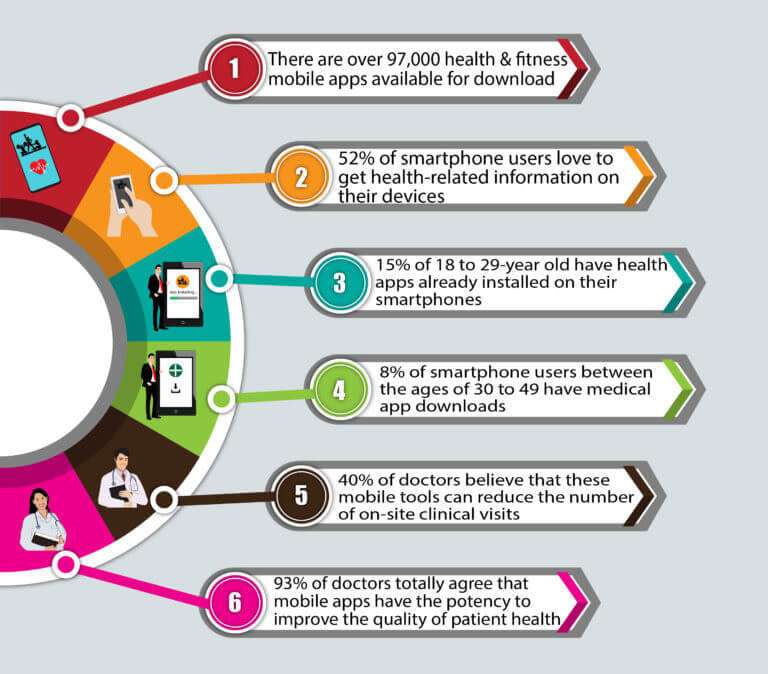 1
There are over 97,000 health & fitness
mobile apps available for download
2
52% of smartphone users love to
get health-related information on
their devices
3
15% of 18 to 29-year old have health
apps already installed on their
smartphones
4
8% of smartphone users between
the ages of 30 to 49 have medical
app downloads
5
40% of doctors believe that these
mobile tools can reduce the number
of on-site clinical visits
6
93% of doctors totally agree that
mobile apps have the potency to
improve the quality of patient health